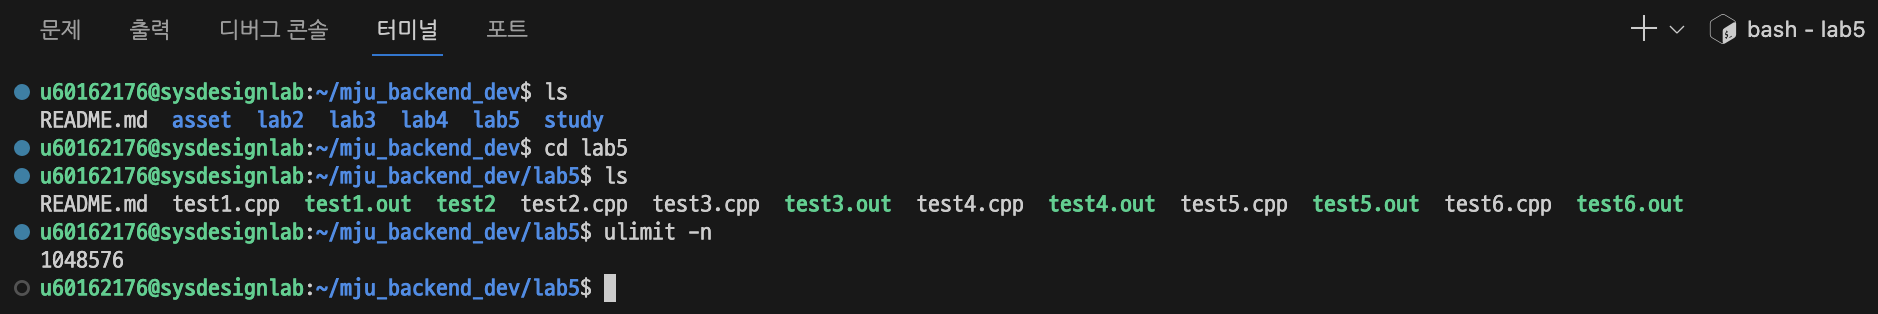 문제 출력 디버그 콘솔 터미널 포트 bash - lab5
u60162176@sysdesignlab:~/mju_backend_dev$ ls
README.md asset lab2 lab3 lab4 lab5 study
u60162176@sysdesignlab:~/mju_backend_dev$ cd lab5
u60162176@sysdesignlab:~/mju_backend_dev/lab5$ ls
README.md test1.cpp test1.out test2 test2.cpp test3.cpp test3.out test4.cpp test4.out test5.cpp test5.out test6.cpp test6.out
u60162176@sysdesignlab:~/mju_backend_dev/lab5$ ulimit -n
1048576
u60162176@sysdesignlab:~/mju_backend_dev/lab5$